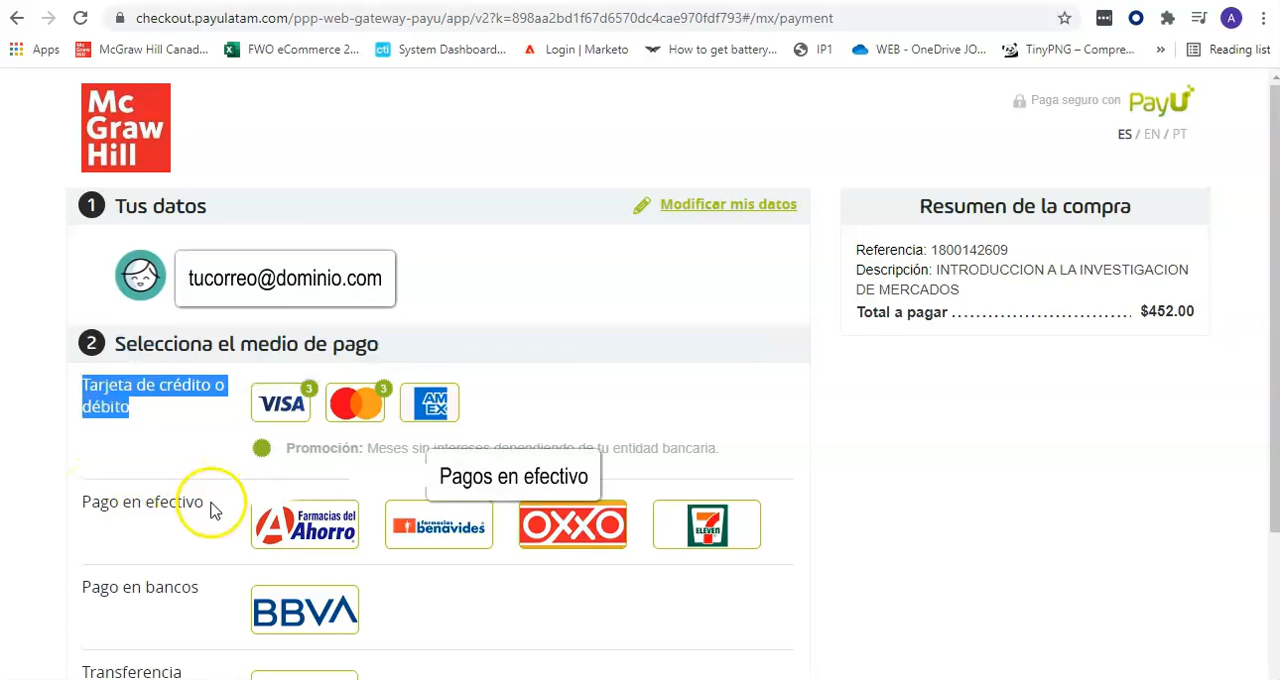 checkout.payulatam.com/ppp-web-gateway-payu/app/v2?k=898aa2bd1f67d6570dc4cae970fdf793#/mx/payment
A
Apps
McGraw Hill Canad...
FWO eCommerce 2...
cti System Dashboard...
Login | Marketo
How to get battery...
IP1
WEB - OneDrive JO...
TinyPNG – Compre...
»
Reading list
Mc
Graw
Hill
Paga seguro con PayU
ES / EN / PT
1 Tus datos
Modificar mis datos
tucorreo@dominio.com
Resumen de la compra
Referencia: 1800142609
Descripción: INTRODUCCION A LA INVESTIGACION
DE MERCADOS
Total a pagar ................................ $452.00
2 Selecciona el medio de pago
Tarjeta de crédito o
débito
VISA 3
3
AM
EX
Promoción: Meses sin intereses dependiendo de tu entidad bancaria.
Pagos en efectivo
Pago en efectivo
Farmacias del
Ahorro
farmacias
benavides
OXXO
7 ELEVEN
Pago en bancos
BBVA
Transferencia